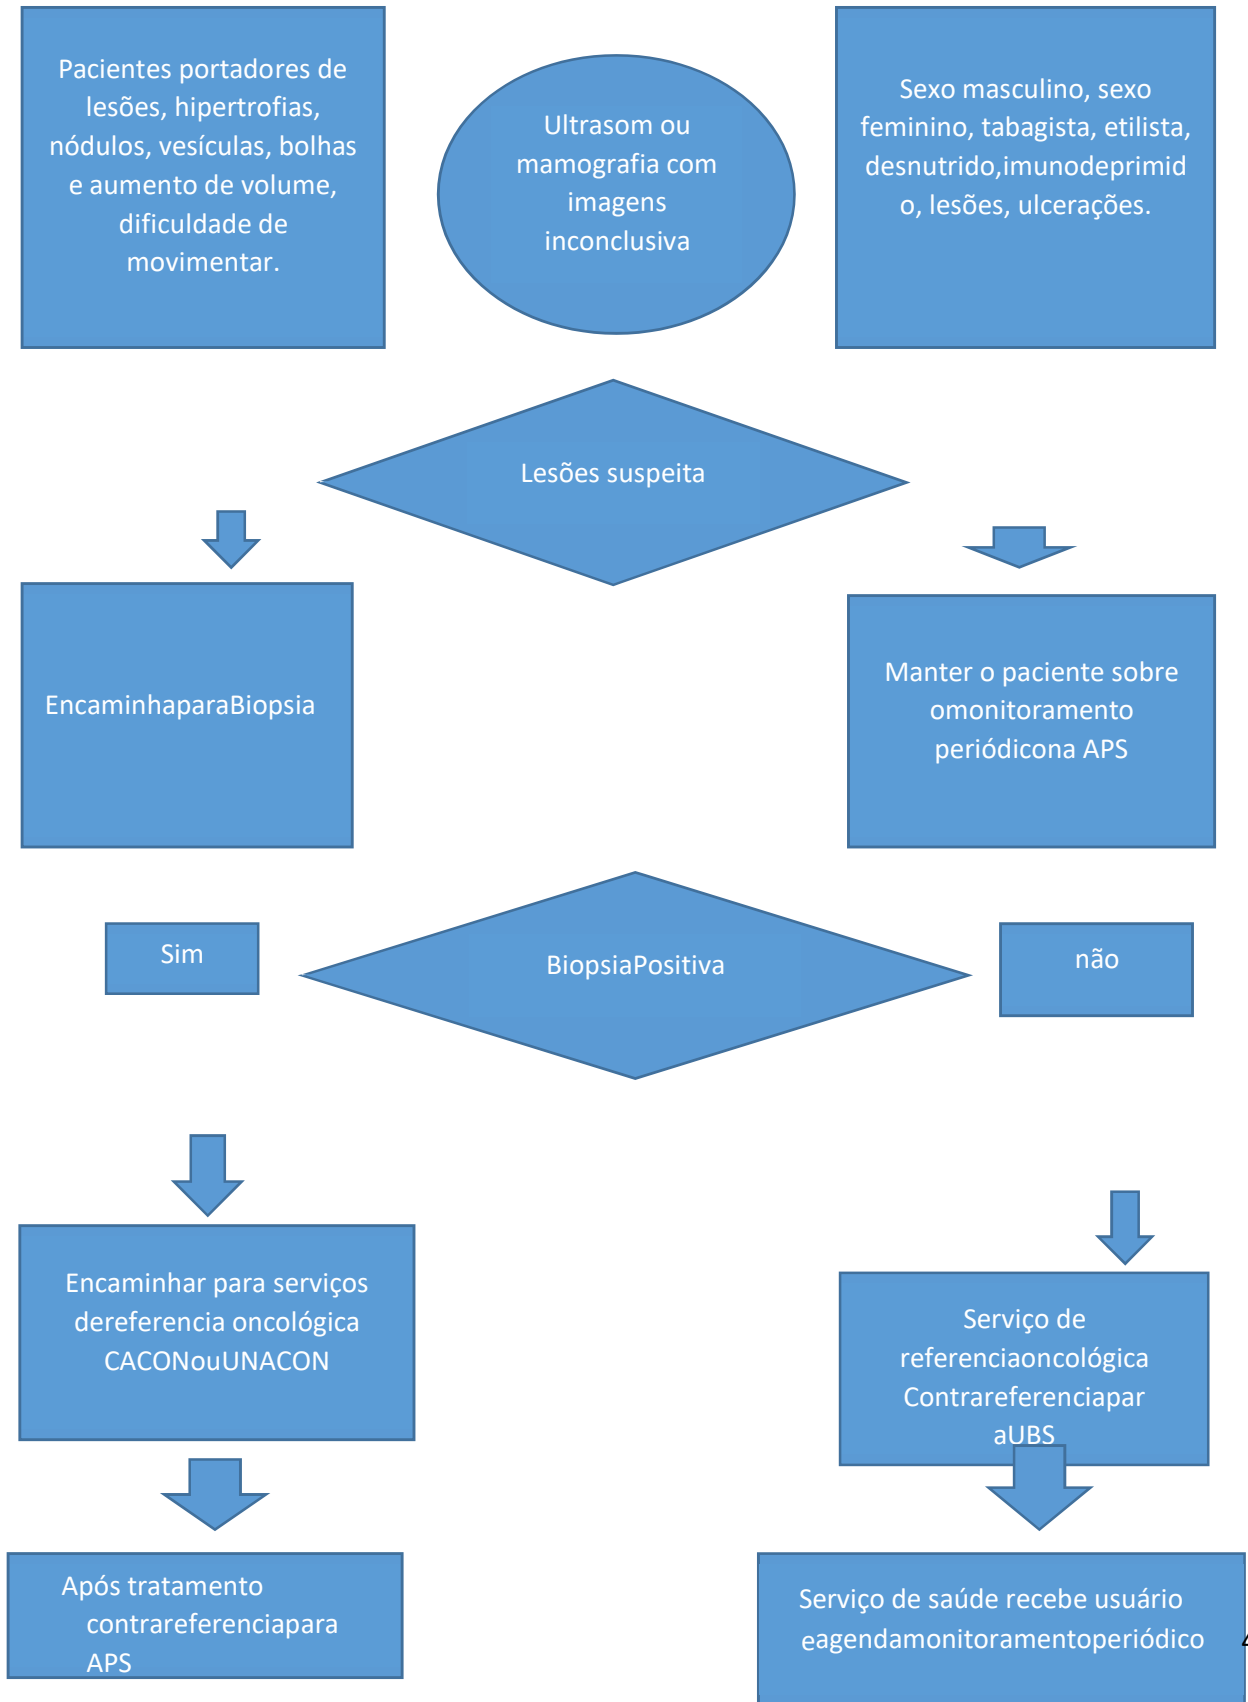 Pacientes portadores de
lesões, hipertrofias,
nódulos, vesículas, bolhas
e aumento de volume,
dificuldade de
movimentar.
Ultrasom ou
mamografia com
imagens
inconclusiva
Sexo masculino, sexo
feminino, tabagista, etilista,
desnutrido,imunodeprimid
o, lesões, ulcerações.
Lesões suspeita
EncaminhaparaBiopsia
Manter o paciente sobre
omonitoramento
periódicona APS
Sim
BiopsiaPositiva
não
Encaminhar para serviços
dereferencia oncológica
CACONouUNACON
Serviço de
referenciaoncológica
Contrareferenciapar
aUBS
Após tratamento
contrareferenciapara
APS
Serviço de saúde recebe usuário
eagendamonitoramentoperiódico